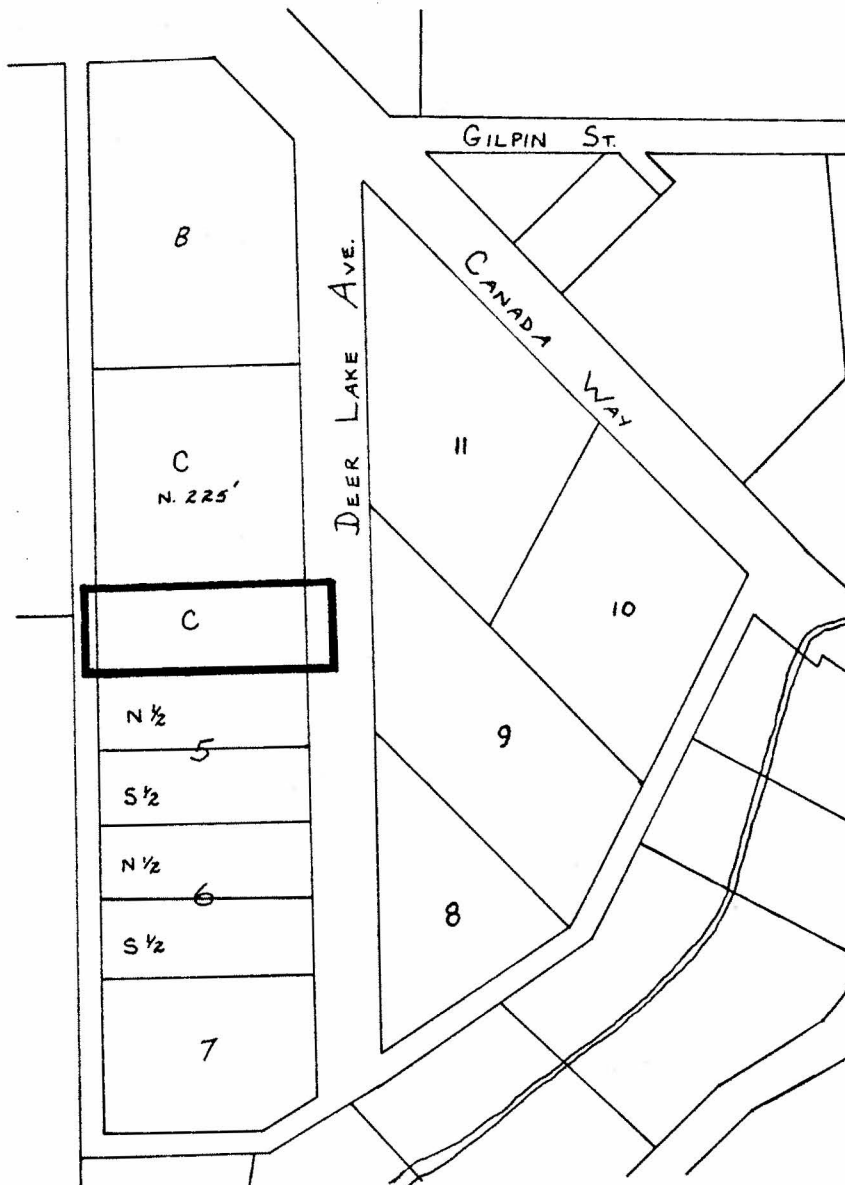 GILPIN ST.
B
CANADA WAY
DEER LAKE AVE.
11
C
N. 225'
10
C
N ½
5
9
S ½
N ½
6
8
S ½
7